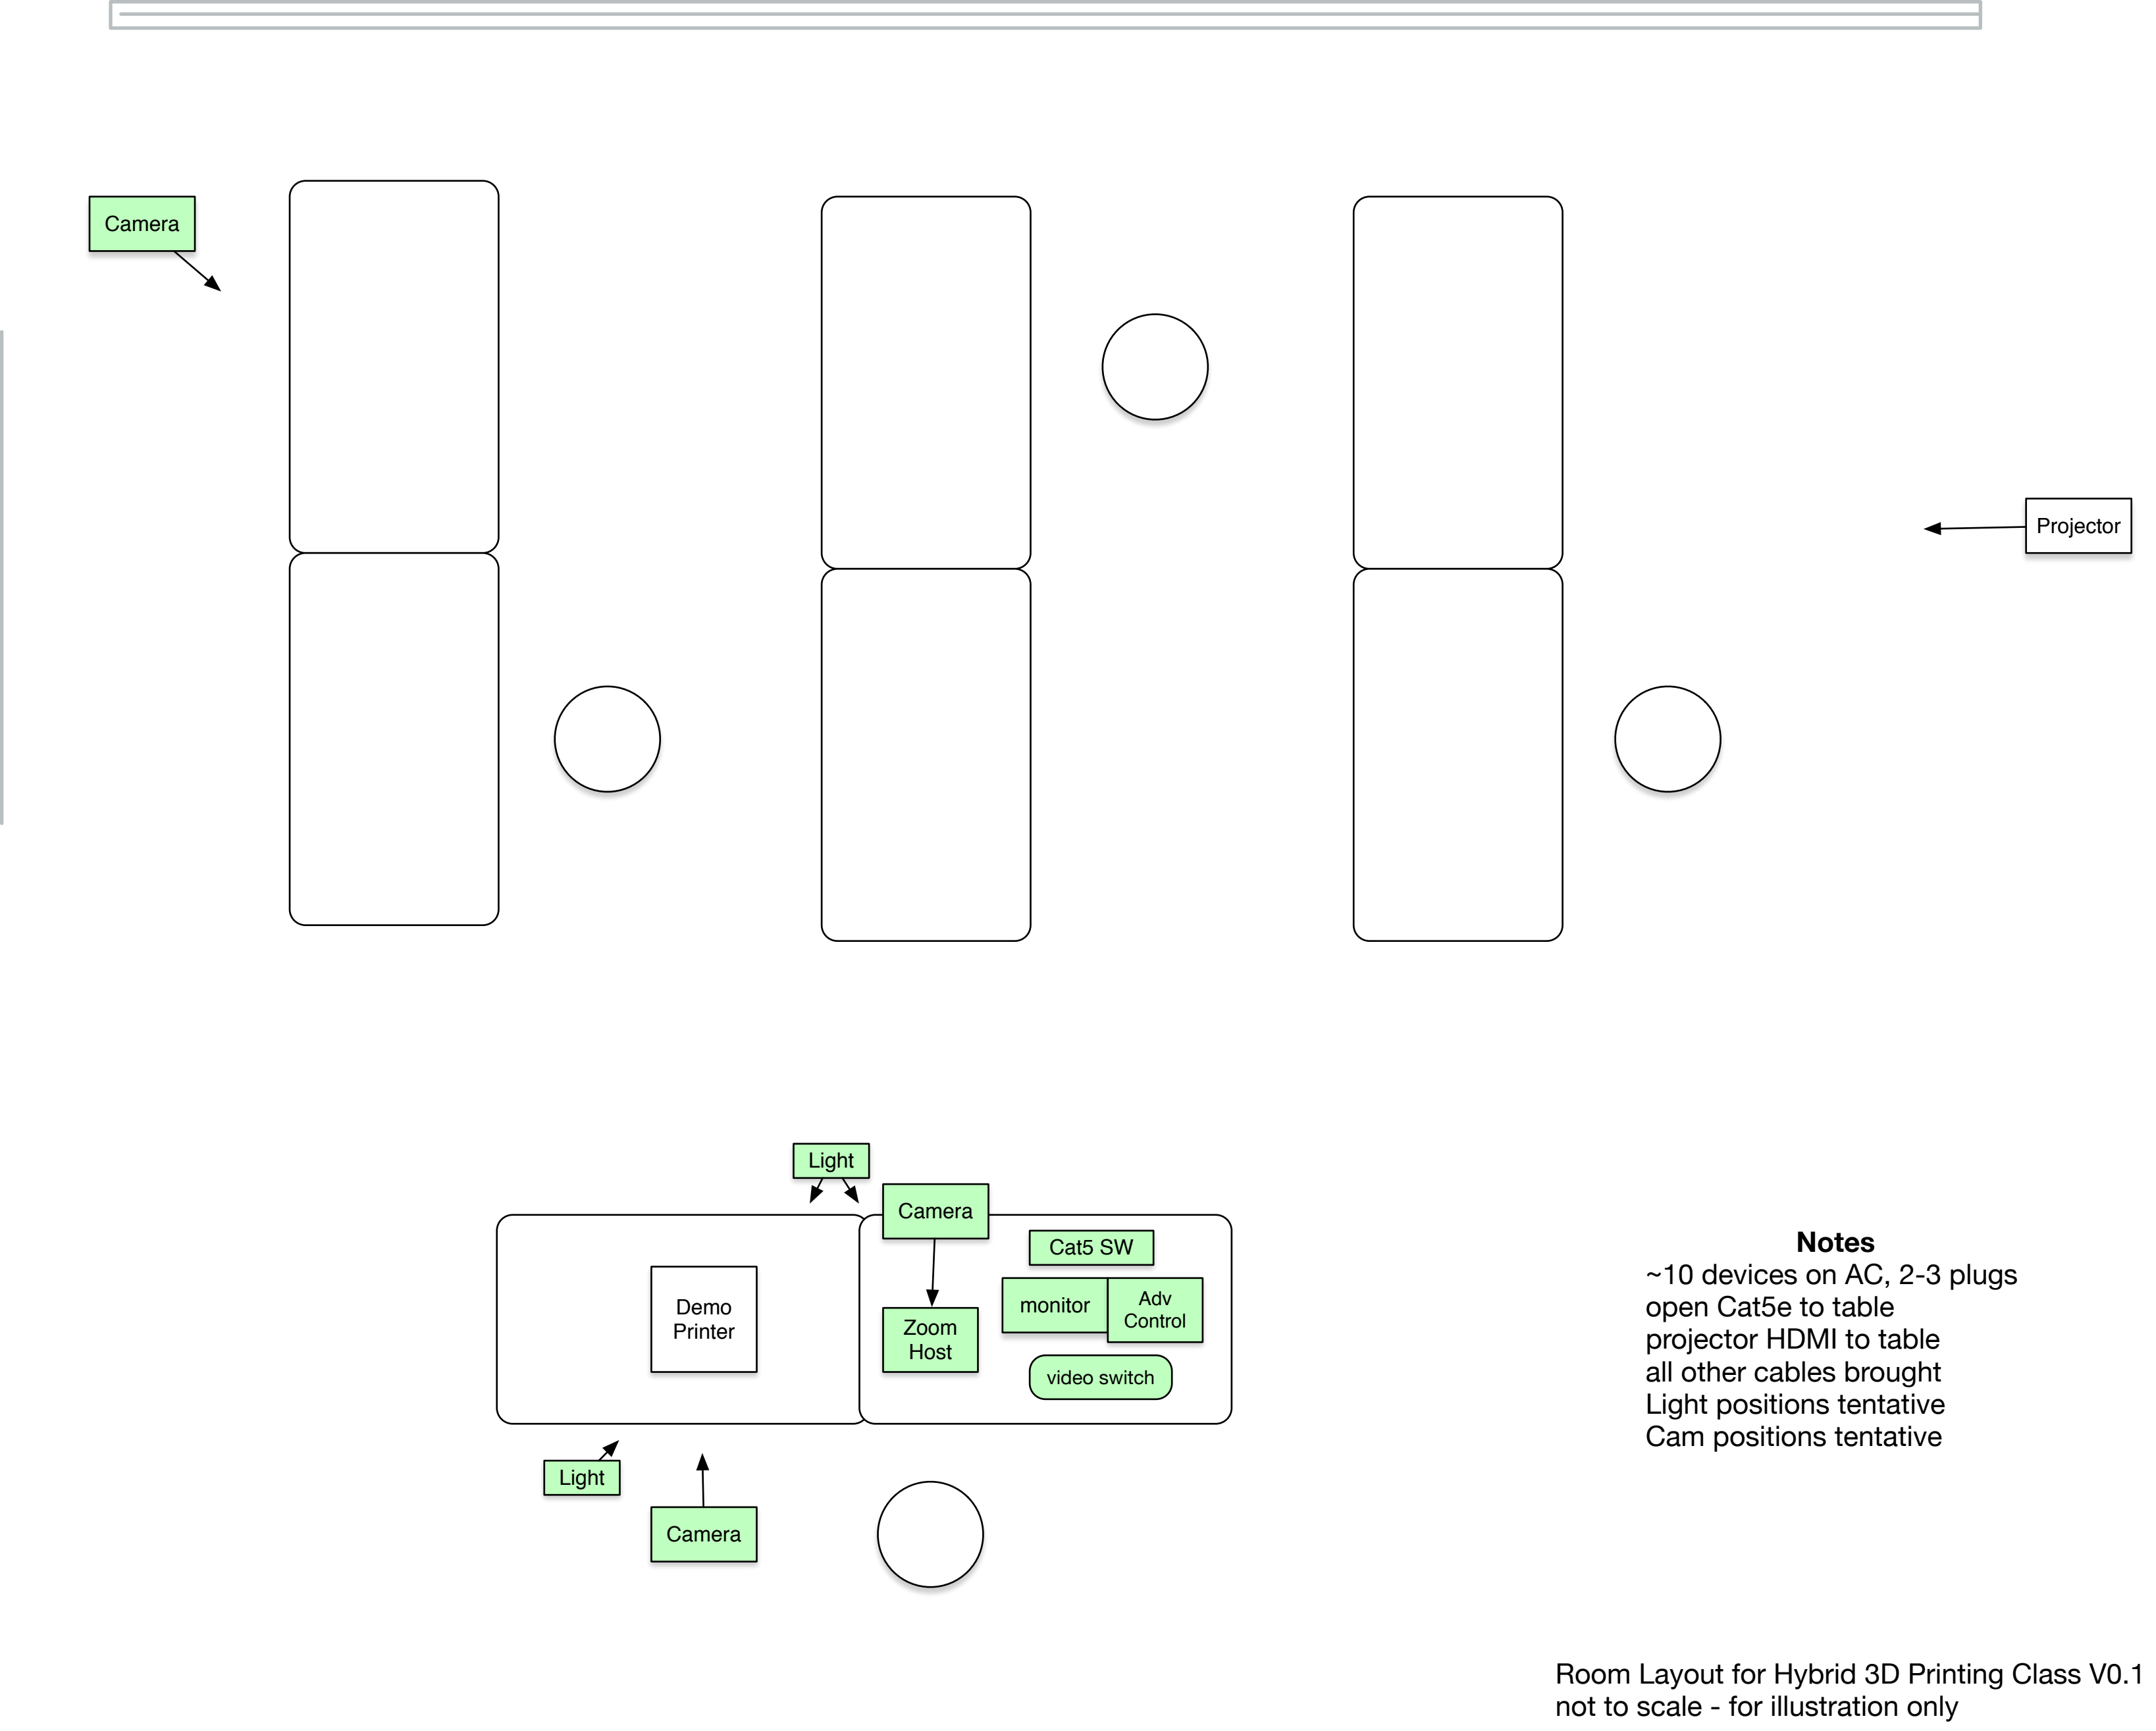 Camera
Projector
Light
Camera
Cat5 SW
monitor
Adv
Control
Demo
Printer
Zoom
Host
video switch
Light
Camera
Notes
~10 devices on AC, 2-3 plugs
open Cat5e to table
projector HDMI to table
all other cables brought
Light positions tentative
Cam positions tentative
Room Layout for Hybrid 3D Printing Class V0.1
not to scale - for illustration only